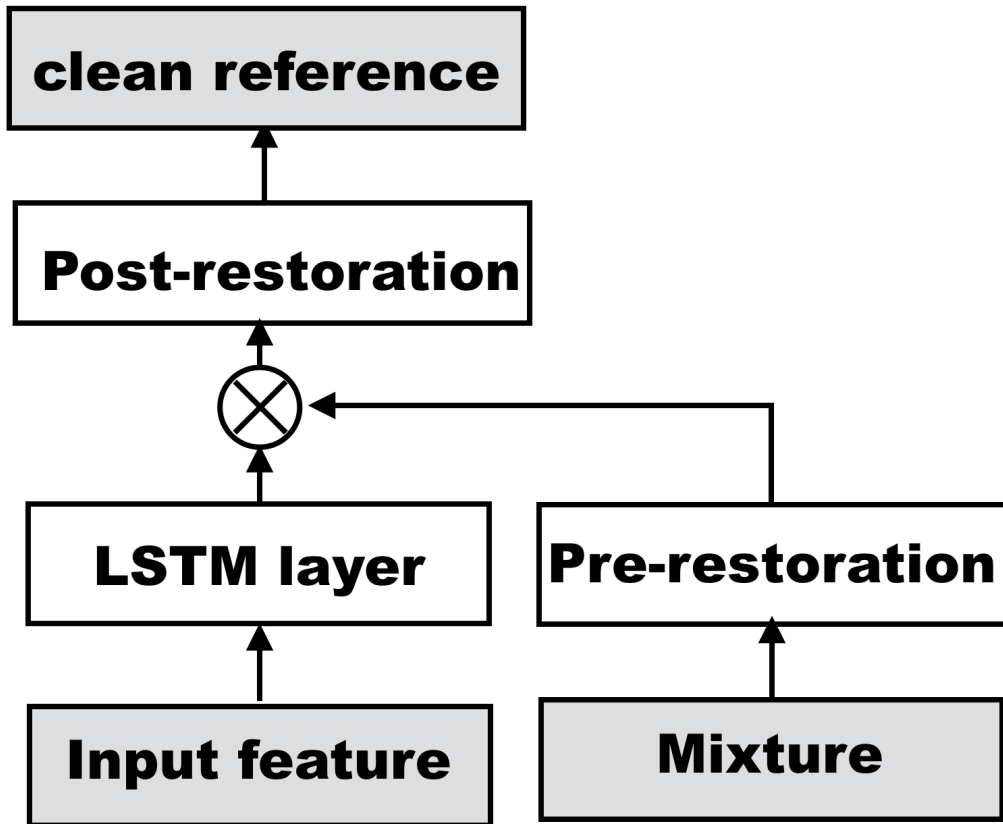 clean reference
Post-restoration
LSTM layer
Pre-restoration
Input feature
Mixture